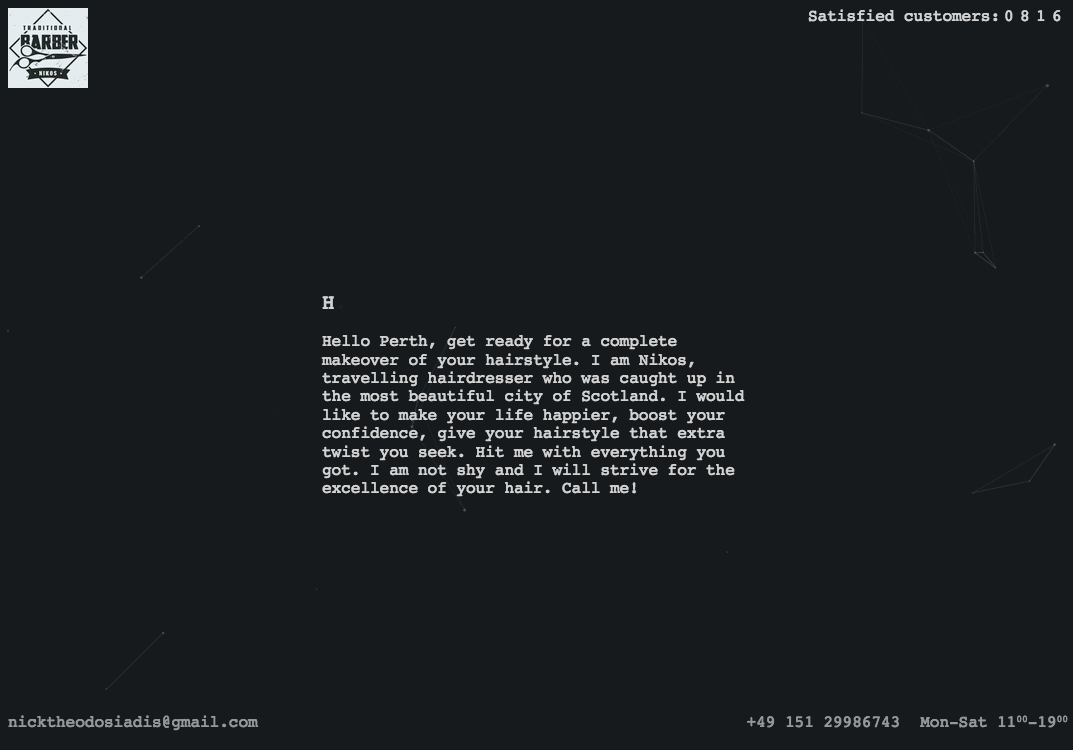 TRADITIONAL
BARBER
NIKOS
Satisfied customers: 0 8 1 6
H
Hello Perth, get ready for a complete
makeover of your hairstyle. I am Nikos,
travelling hairdresser who was caught up in
the most beautiful city of Scotland. I would
like to make your life happier, boost your
confidence, give your hairstyle that extra
twist you seek. Hit me with everything you
got. I am not shy and I will strive for the
excellence of your hair. Call me!
nicktheodosiadis@gmail.com
+49 151 29986743 Mon-Sat 11⁰⁰-19⁰⁰